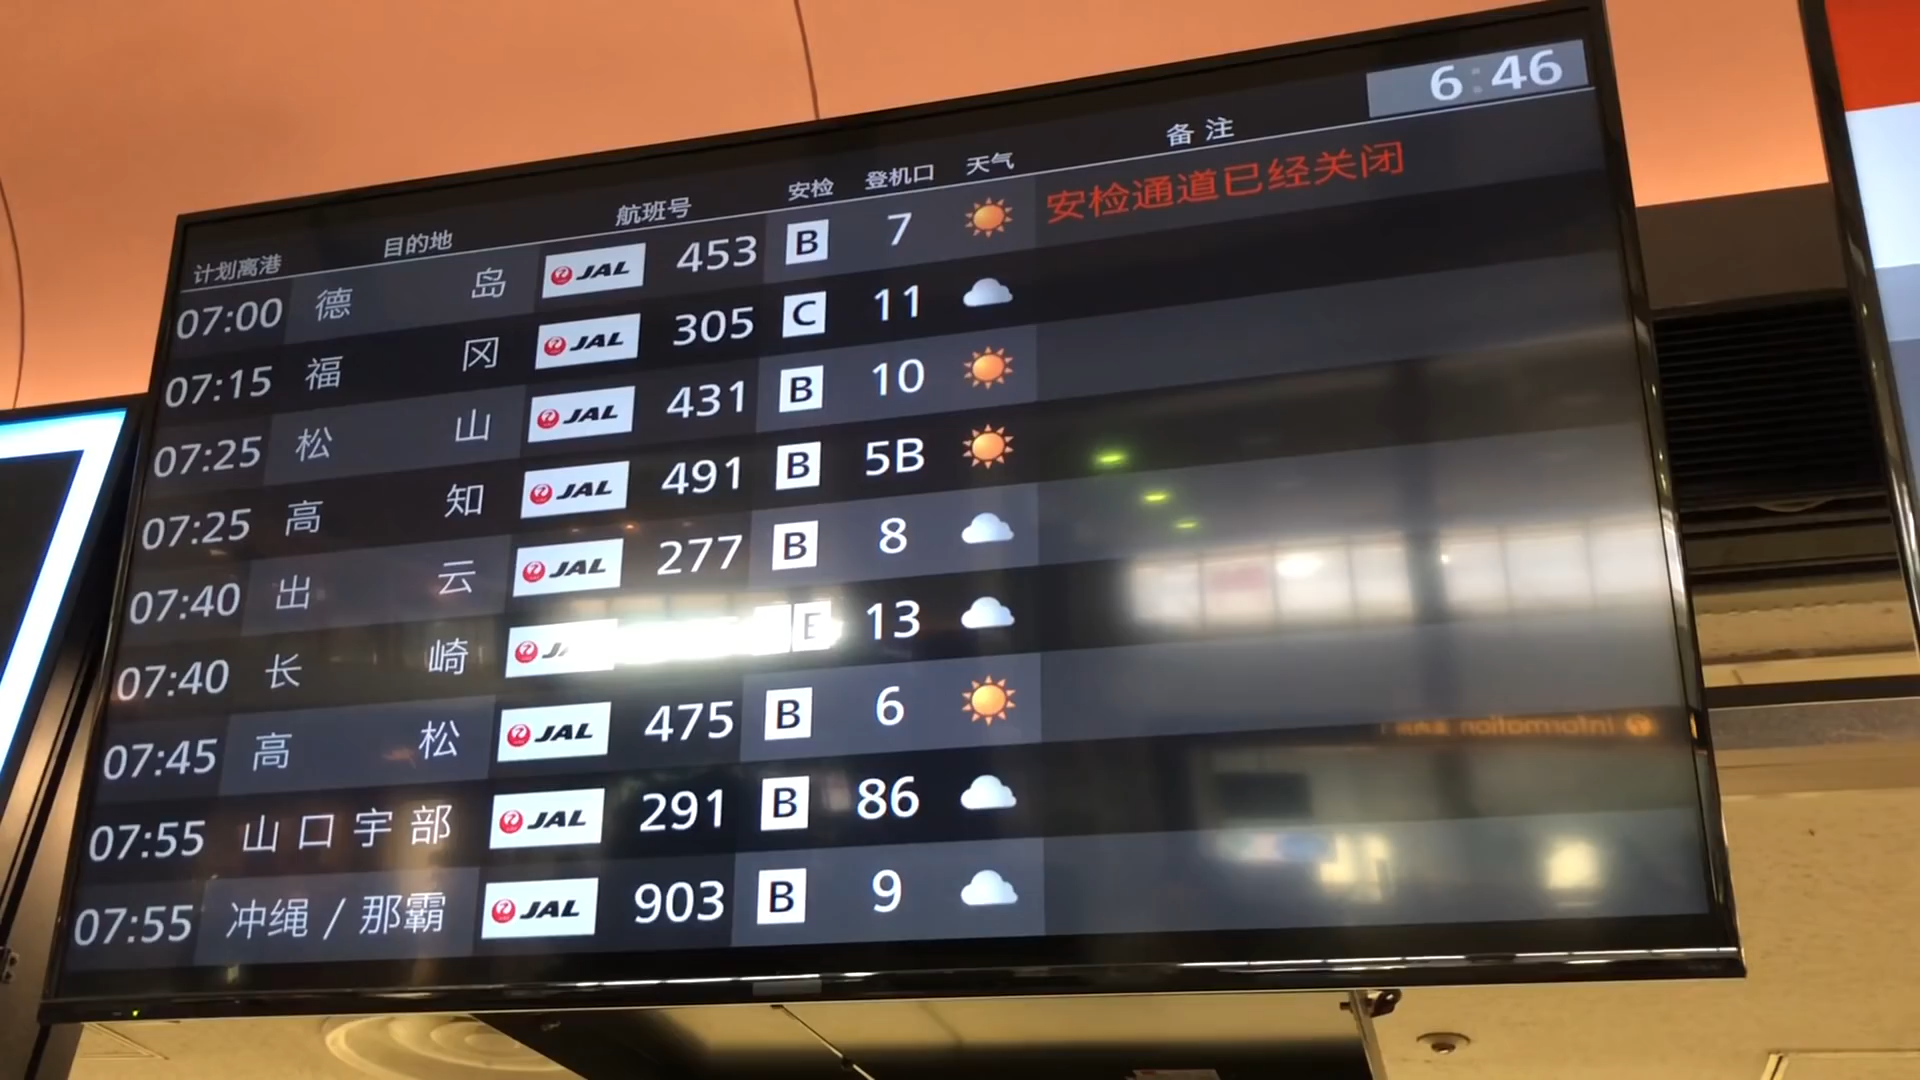 6:46
计划离港 目的地 航班号 安检 登机口 天气 备注
07:00 德岛 JAL 453 B 7 安检通道已经关闭
07:15 福冈 JAL 305 C 11
07:25 松山 JAL 431 B 10
07:25 高知 JAL 491 B 5B
07:40 出云 JAL 277 B 8
07:40 长崎 13
07:45 高松 JAL 475 B 6
07:55 山口宇部 JAL 291 B 86
07:55 冲绳/那霸 JAL 903 B 9